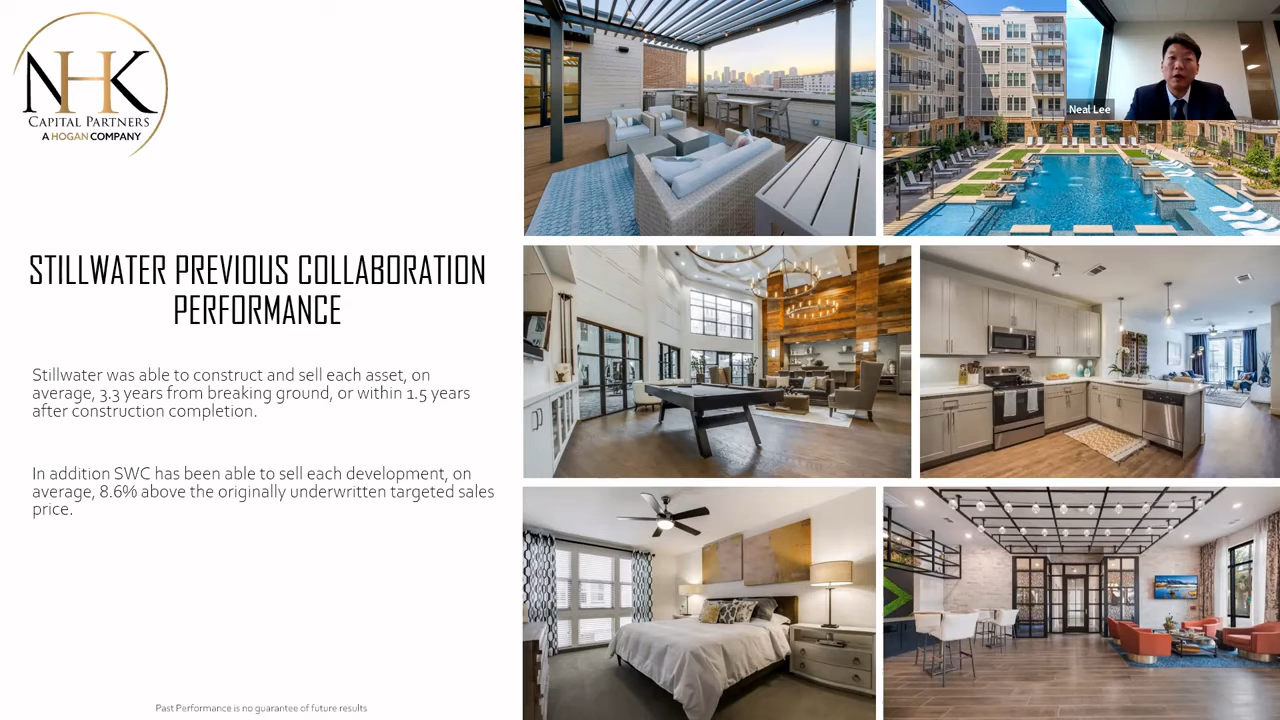 NHK
CAPITAL PARTNERS
A HOGAN COMPANY
Neal Lee
STILLWATER PREVIOUS COLLABORATION
PERFORMANCE
Stillwater was able to construct and sell each asset, on
average, 3.3 years from breaking ground, or within 1.5 years
after construction completion.
In addition SWC has been able to sell each development, on
average, 8.6% above the originally underwritten targeted sales
price.
Past Performance is no guarantee of future results